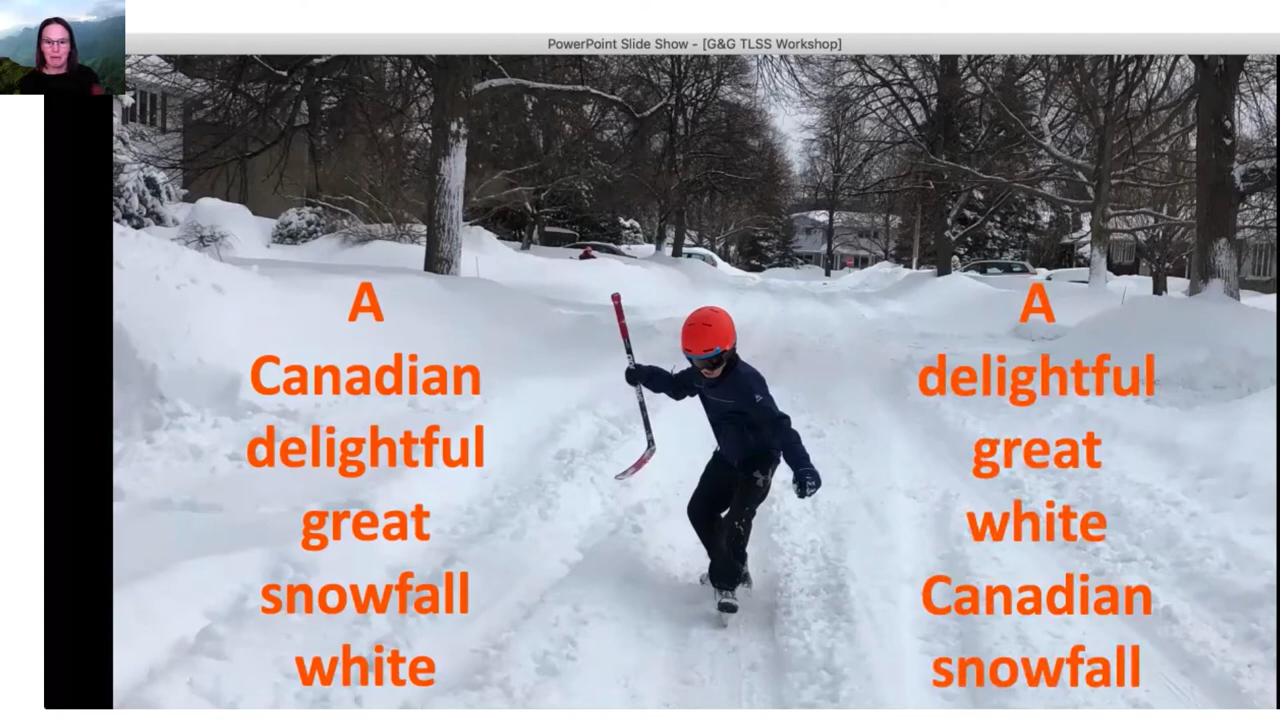 PowerPoint Slide Show - [G&G TLSS Workshop]
A
Canadian
delightful
great
snowfall
white
A
delightful
great
white
Canadian
snowfall